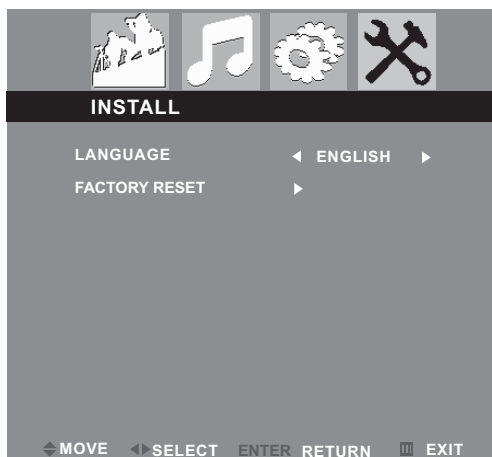 INSTALL
LANGUAGE ENGLISH
FACTORY RESET
MOVE SELECT ENTER RETURN EXIT